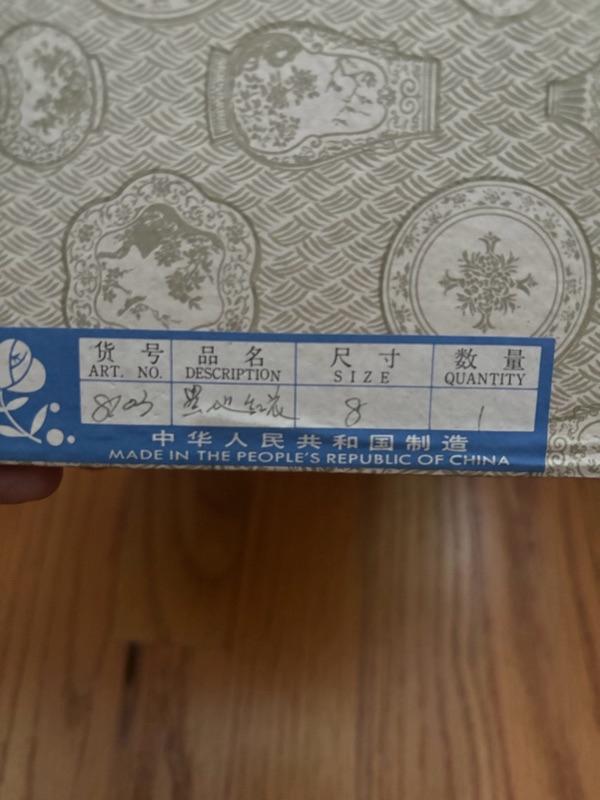 货号 品名 尺寸 数量
ART. NO. DESCRIPTION SIZE QUANTITY
8 1
中华人民共和国制造
MADE IN THE PEOPLE'S REPUBLIC OF CHINA